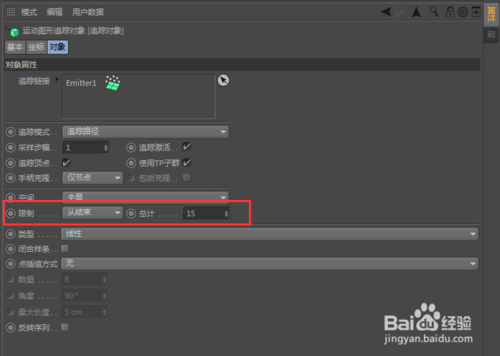 模式 编辑 用户数据
属性
层
运动图形追踪对象 [追踪对象]
基本 坐标 对象
对象属性
追踪链接 Emitter1
追踪模式 . . 追踪路径
采样步幅 . . 1 追踪激活 . .
追踪顶点 . . 使用TP子群
手柄克隆 . . 仅节点 包括克隆 . .
空间 . . . . . 全局
限制 . . . . . 从结束 总计 . . . . . 15
类型 . . . . . 线性
闭合样条 . .
点插值方式 无
数量 . . . . . 8
角度 . . . . . 90 °
最大长度 . . 5 cm
反转序列 . .
Baidu 经验
jingyan.baidu.com